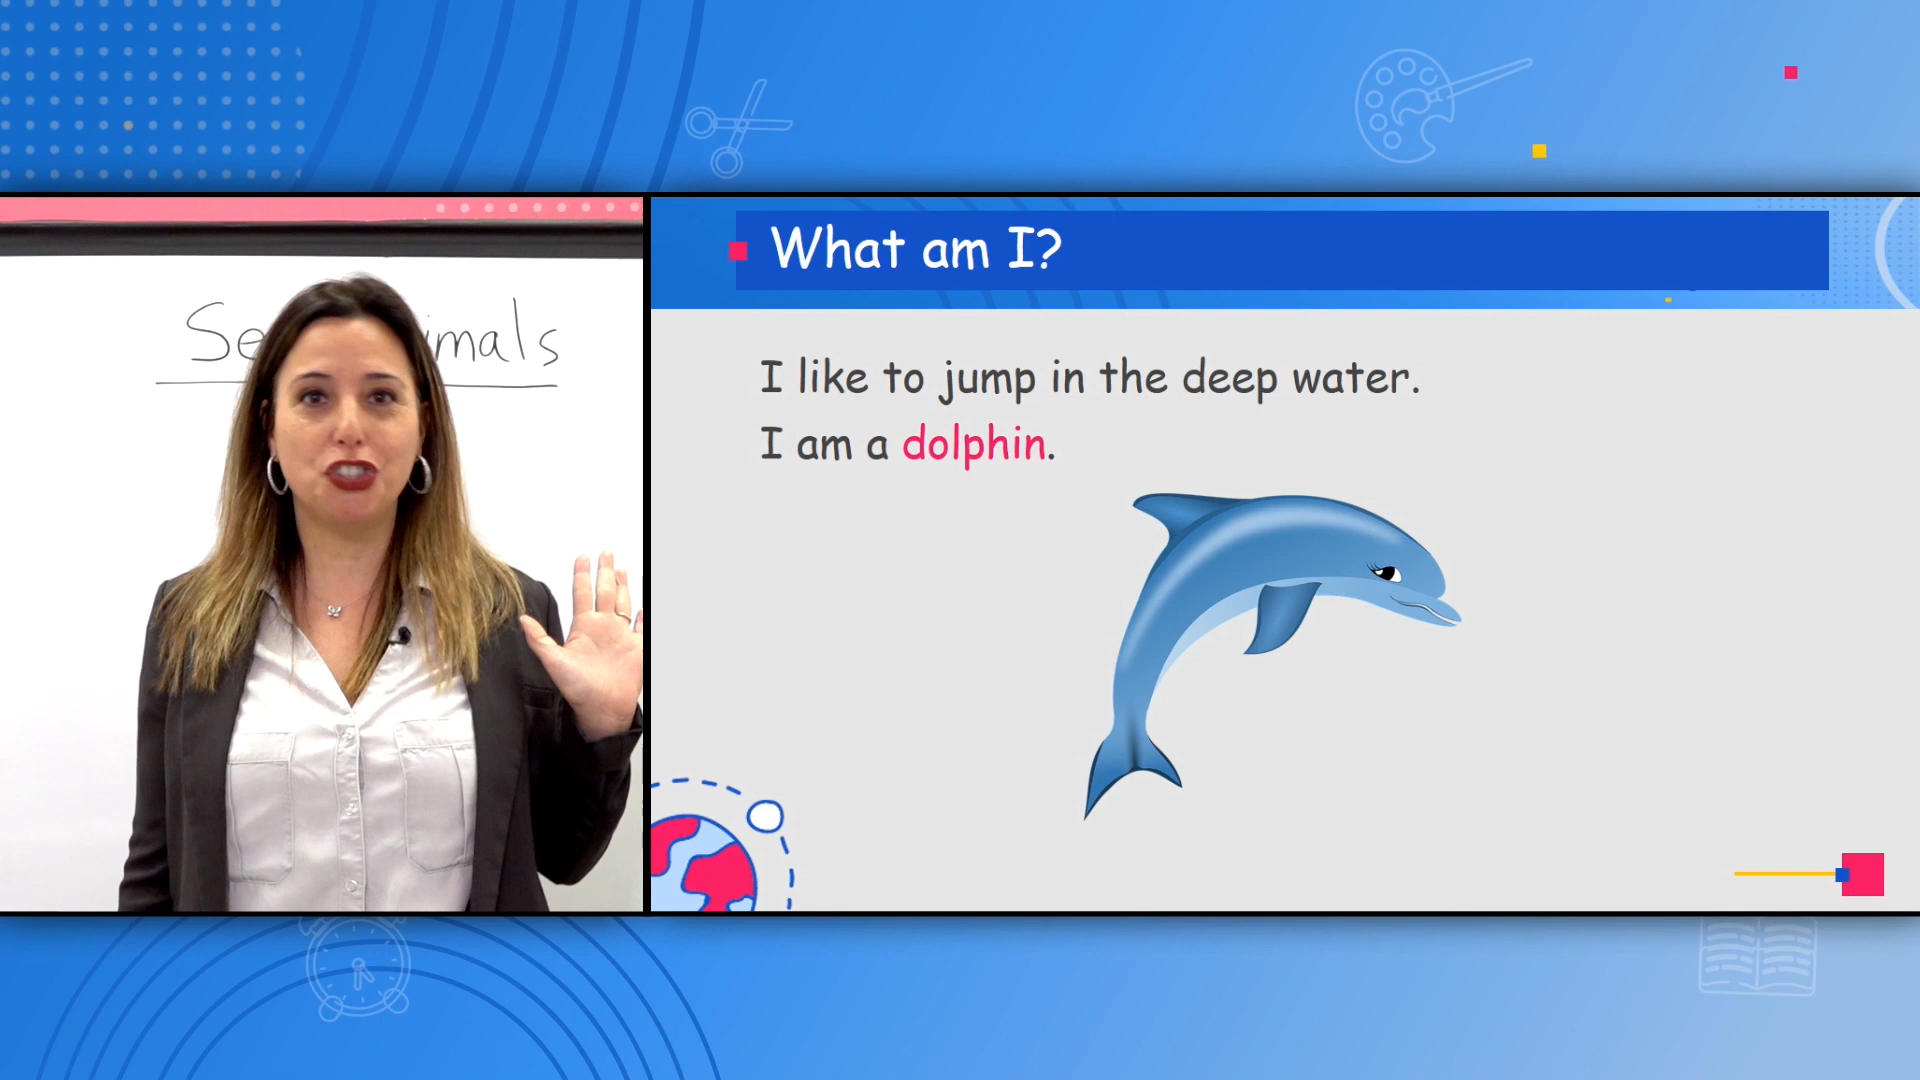 What am I?
I like to jump in the deep water.
I am a dolphin.